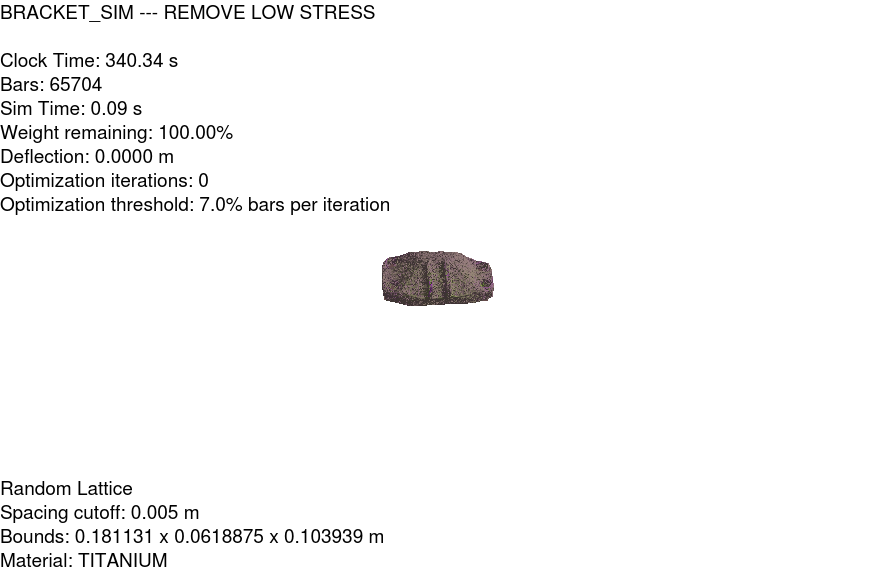 BRACKET_SIM --- REMOVE LOW STRESS
Clock Time: 340.34 s
Bars: 65704
Sim Time: 0.09 s
Weight remaining: 100.00%
Deflection: 0.0000 m
Optimization iterations: 0
Optimization threshold: 7.0% bars per iteration
Random Lattice
Spacing cutoff: 0.005 m
Bounds: 0.181131 x 0.0618875 x 0.103939 m
Material: TITANIUM